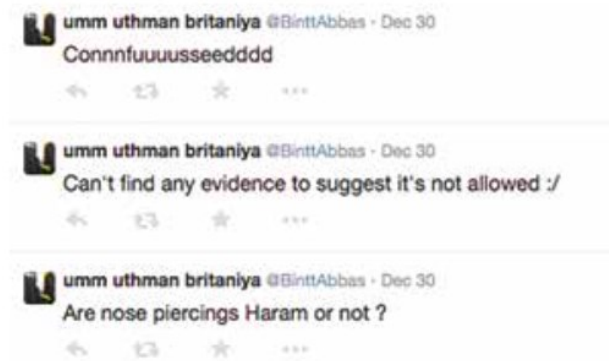 umm uthman britaniya @BinttAbbas · Dec 30
Connnfuuuusseedddd
umm uthman britaniya @BinttAbbas · Dec 30
Can't find any evidence to suggest it's not allowed :/
umm uthman britaniya @BinttAbbas · Dec 30
Are nose piercings Haram or not ?